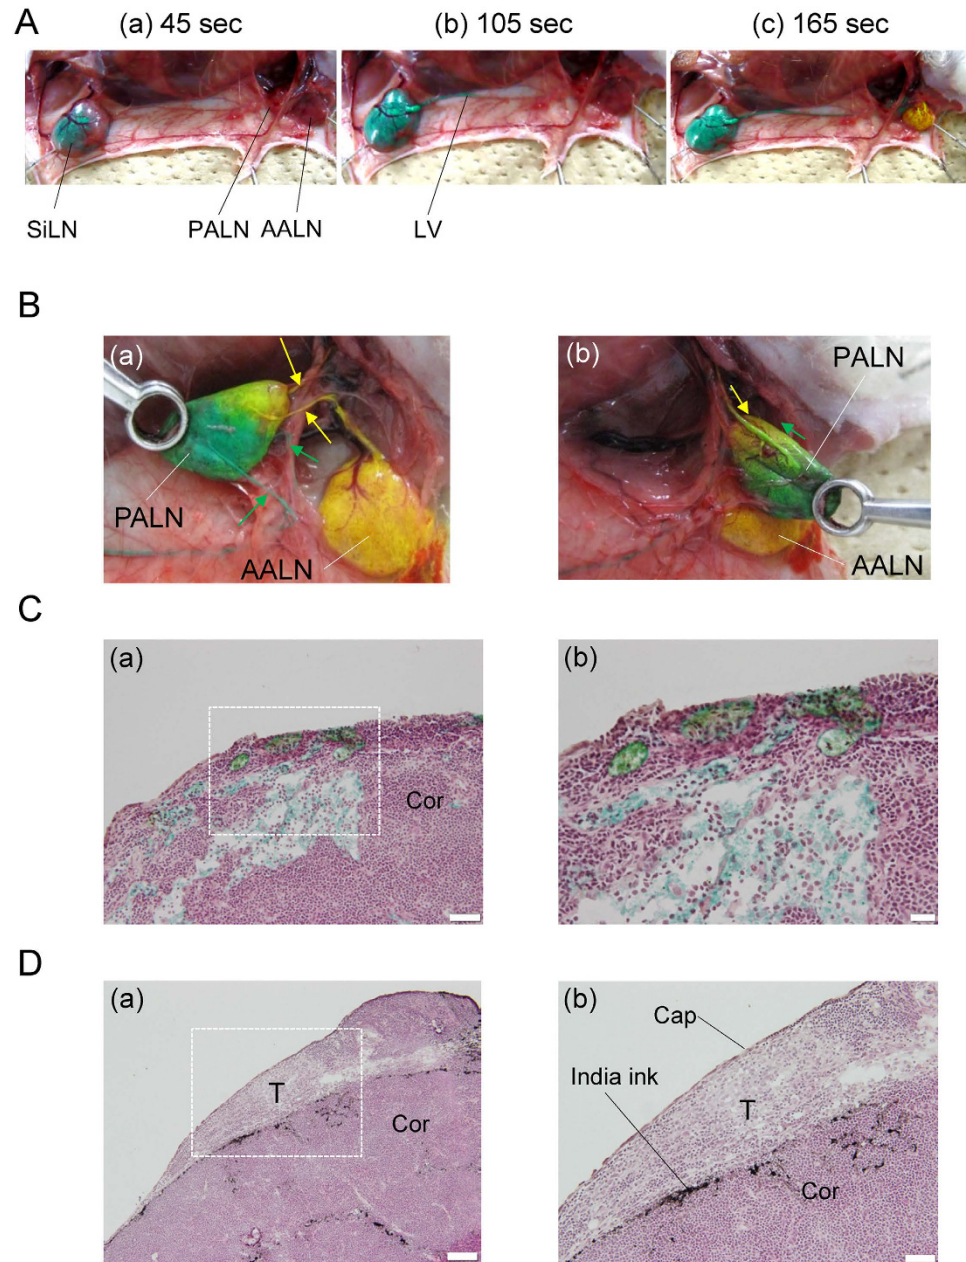 A
(a) 45 sec (b) 105 sec (c) 165 sec
SiLN PALN AALN LV
B
(a) (b)
PALN
PALN
AALN AALN
C
(a) (b)
Cor
D
(a) (b)
Cap
India ink
T T
Cor Cor